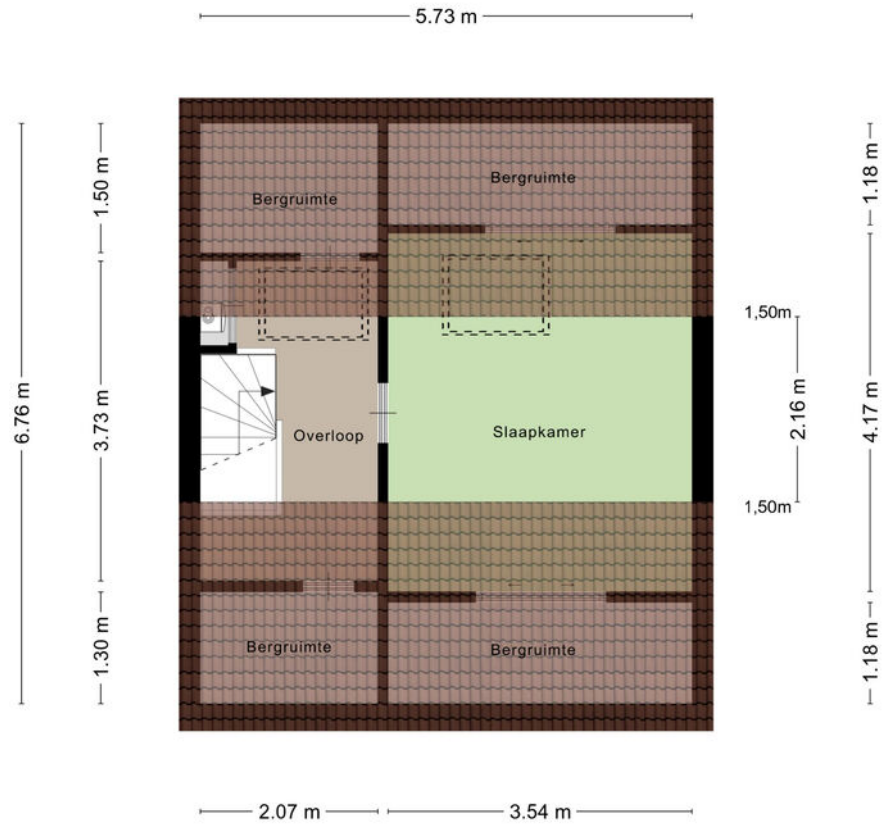 5.73 m
Bergruimte
Bergruimte
1.50 m
1.18 m
1,50m
6.76 m
3.73 m
Overloop
Slaapkamer
2.16 m
4.17 m
1,50m
Bergruimte
Bergruimte
1.30 m
1.18 m
2.07 m
3.54 m